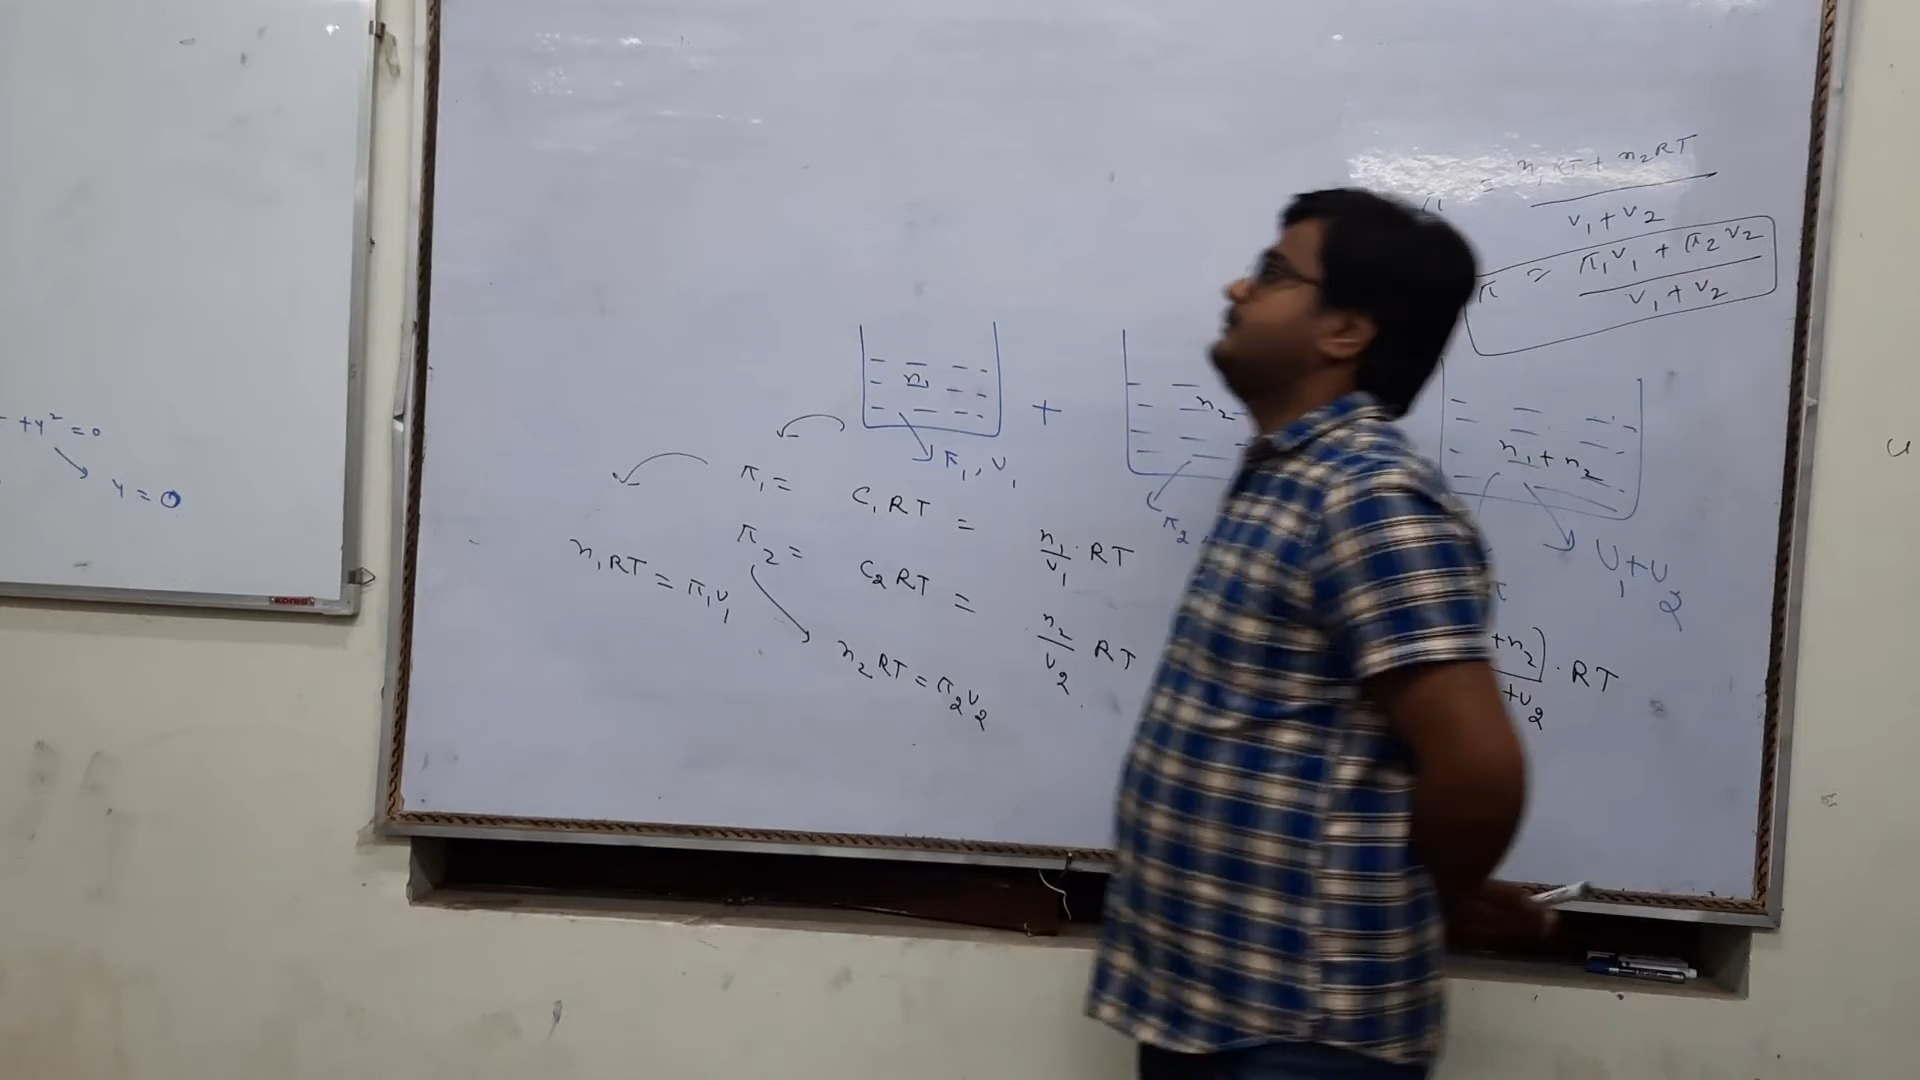 +y² = 0
y = 0
KOREO
= n₁RT + n₂RT
V₁ + V₂
π = π₁V₁ + π₂V₂
V₁ + V₂
n₁
+
n₂
n₁ + n₂
π₁, V₁
π₂
V₁ + V₂
π₁ = C₁RT = n₁/V₁ · RT
π₂ = C₂RT = n₂/V₂ RT
n₁RT = π₁V₁
n₂RT = π₂V₂
+n₂) · RT
+V₂